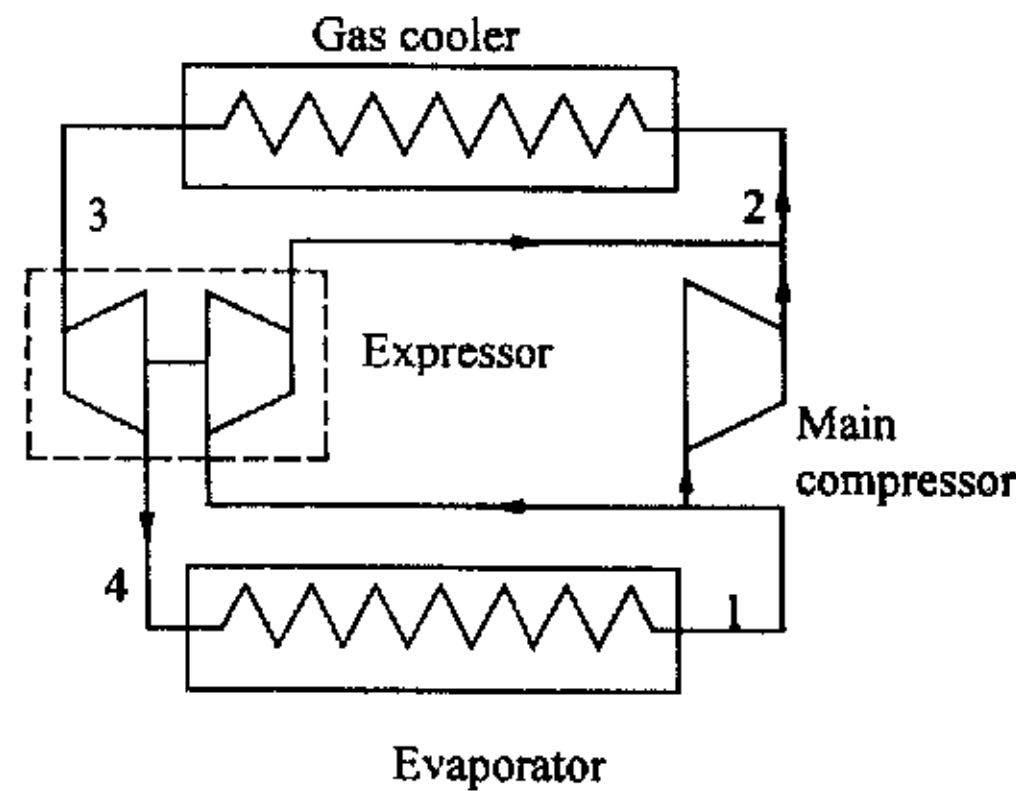 Gas cooler
3
2
Expressor
Main
compressor
4
1
Evaporator